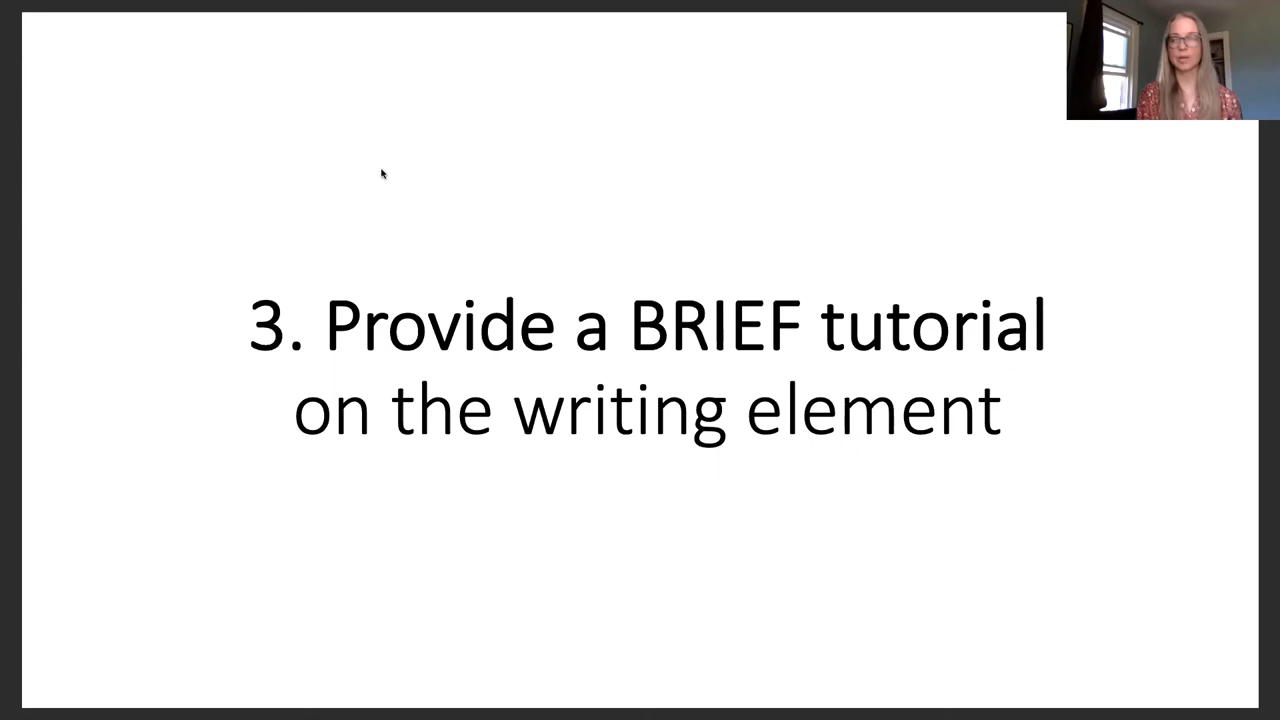 3. Provide a BRIEF tutorial
on the writing element